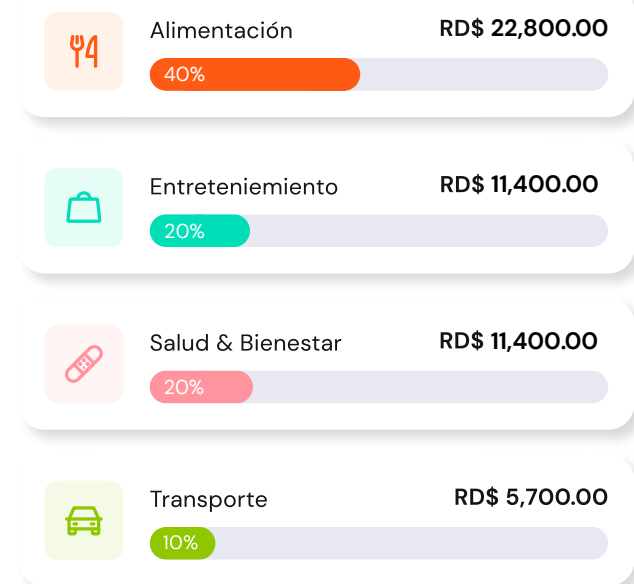 Alimentación RD$ 22,800.00
40%
Entreteniemiento RD$ 11,400.00
20%
Salud & Bienestar RD$ 11,400.00
20%
Transporte RD$ 5,700.00
10%